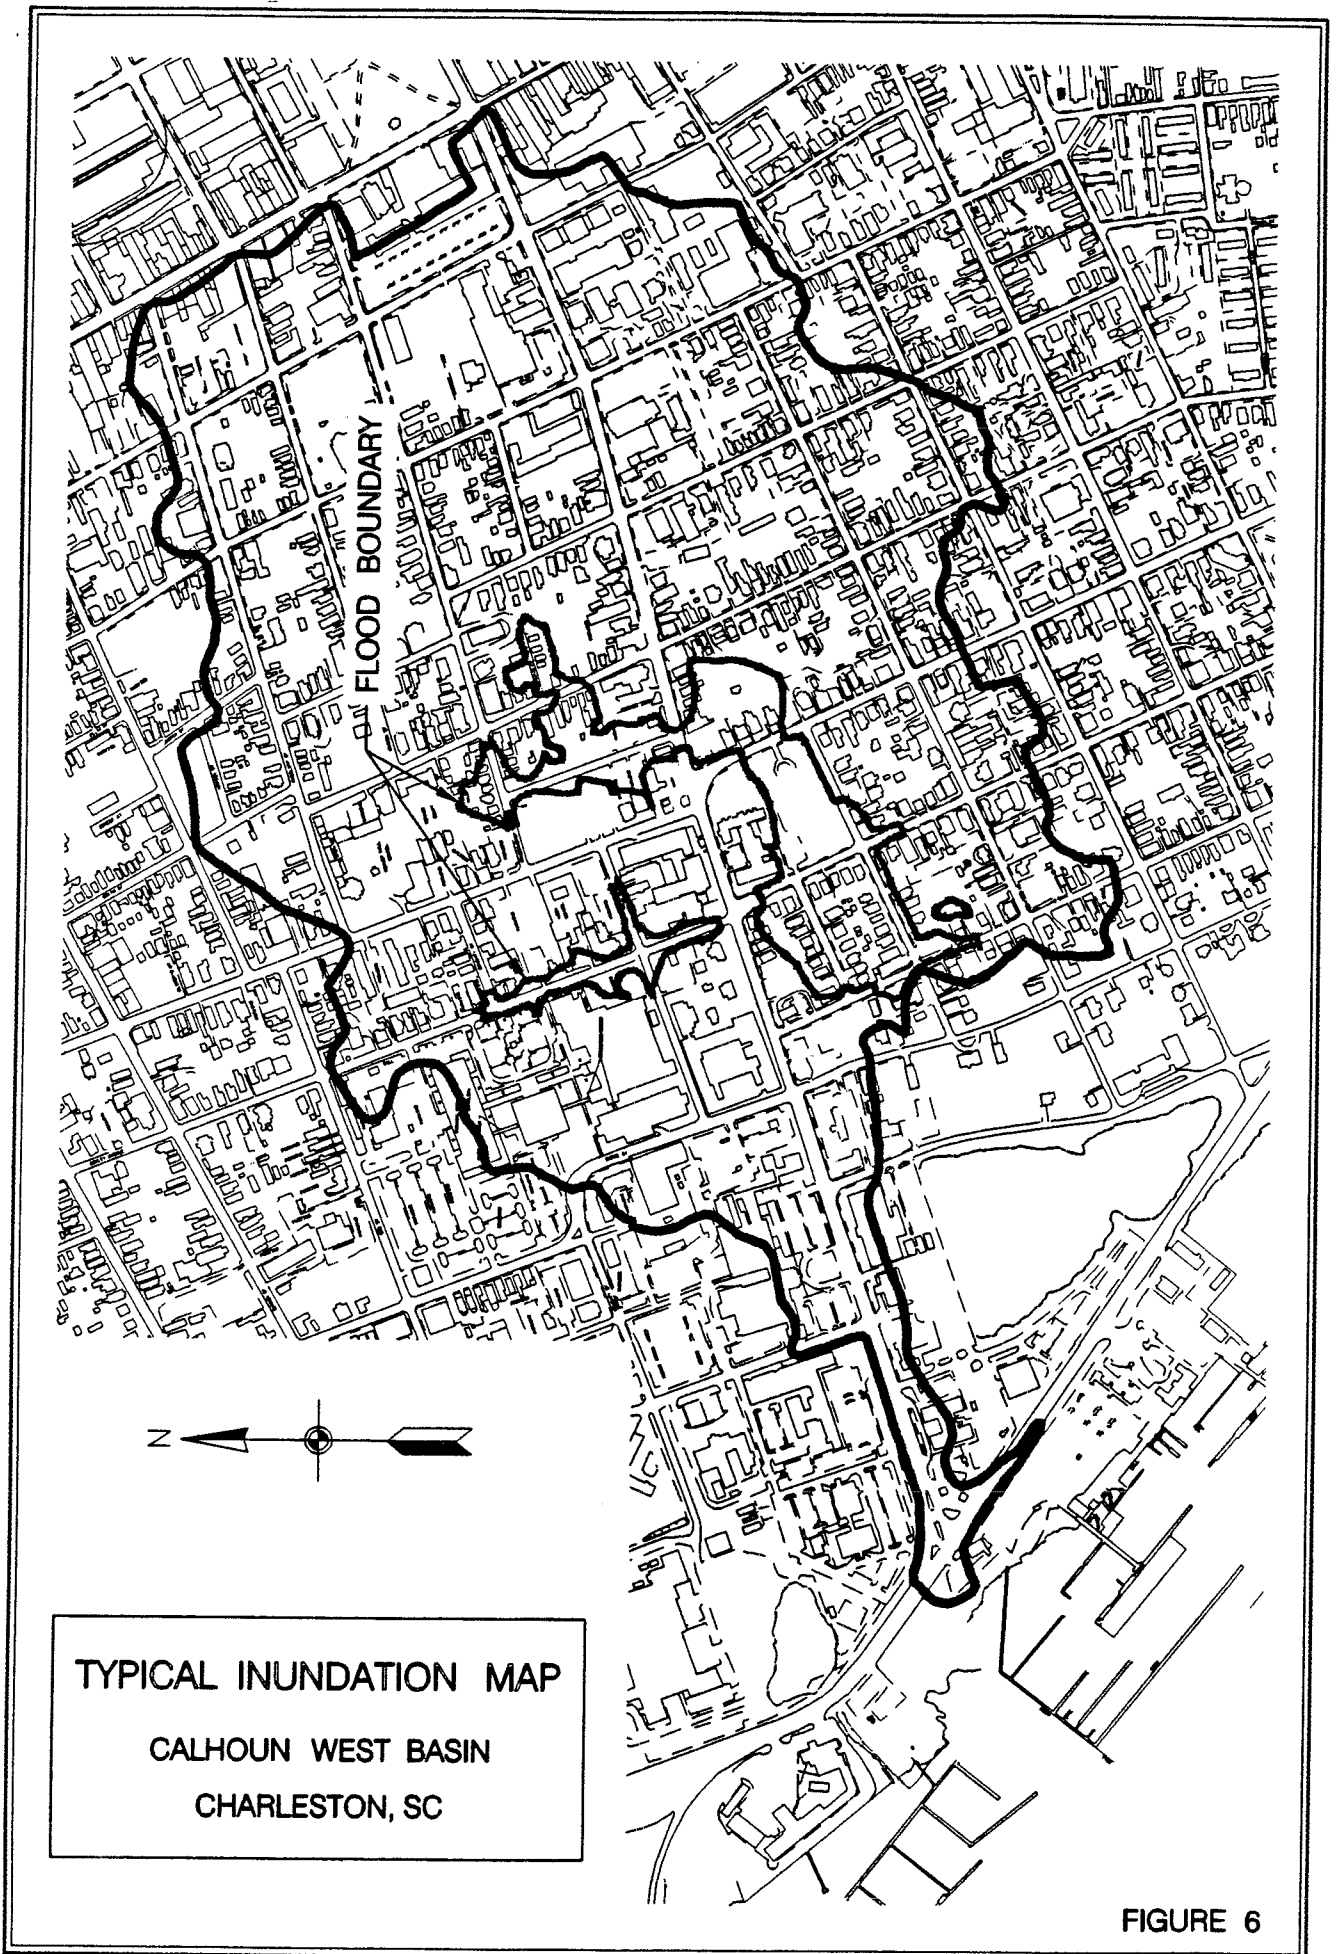 FLOOD BOUNDARY
N
TYPICAL INUNDATION MAP
CALHOUN WEST BASIN
CHARLESTON, SC
FIGURE 6